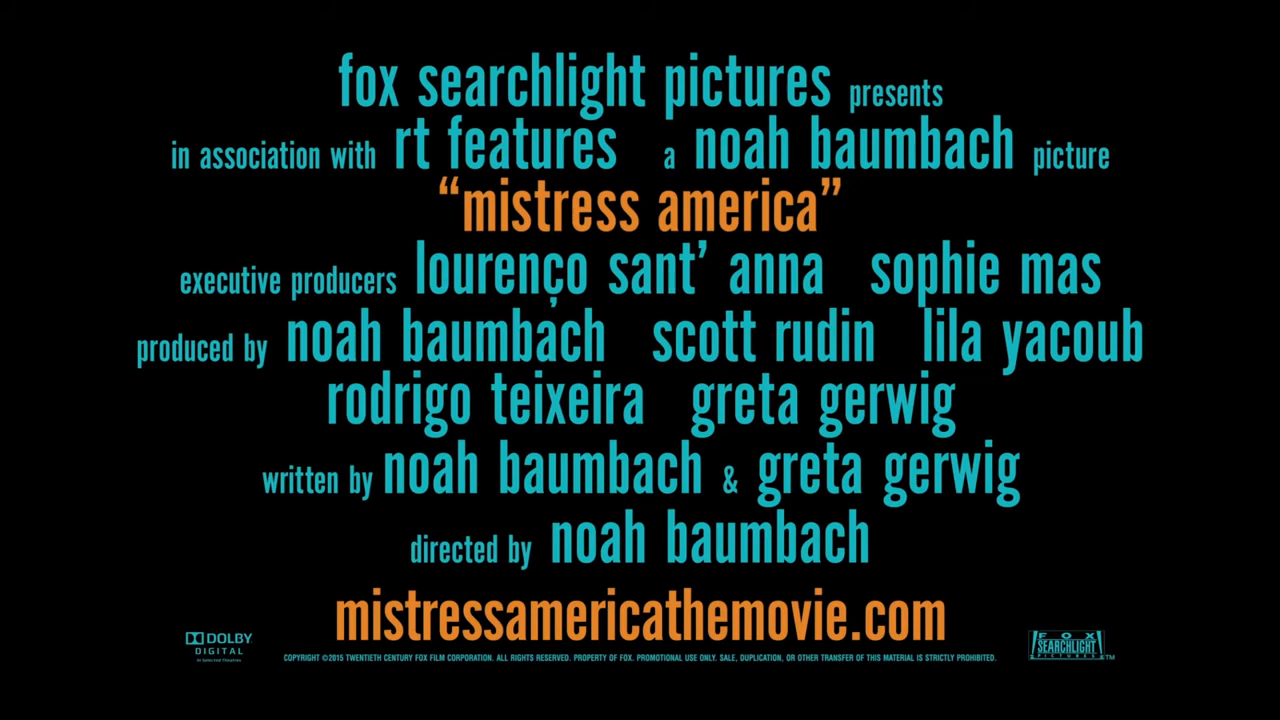 fox searchlight pictures presents
in association with rt features a noah baumbach picture
“mistress america”
executive producers lourenço sant’ anna sophie mas
produced by noah baumbach scott rudin lila yacoub
rodrigo teixeira greta gerwig
written by noah baumbach & greta gerwig
directed by noah baumbach
mistressamericathemovie.com
DOLBY
DIGITAL
In Selected Theatres
COPYRIGHT ©2015 TWENTIETH CENTURY FOX FILM CORPORATION. ALL RIGHTS RESERVED. PROPERTY OF FOX. PROMOTIONAL USE ONLY. SALE, DUPLICATION, OR OTHER TRANSFER OF THIS MATERIAL IS STRICTLY PROHIBITED.
FOX
SEARCHLIGHT
PICTURES™